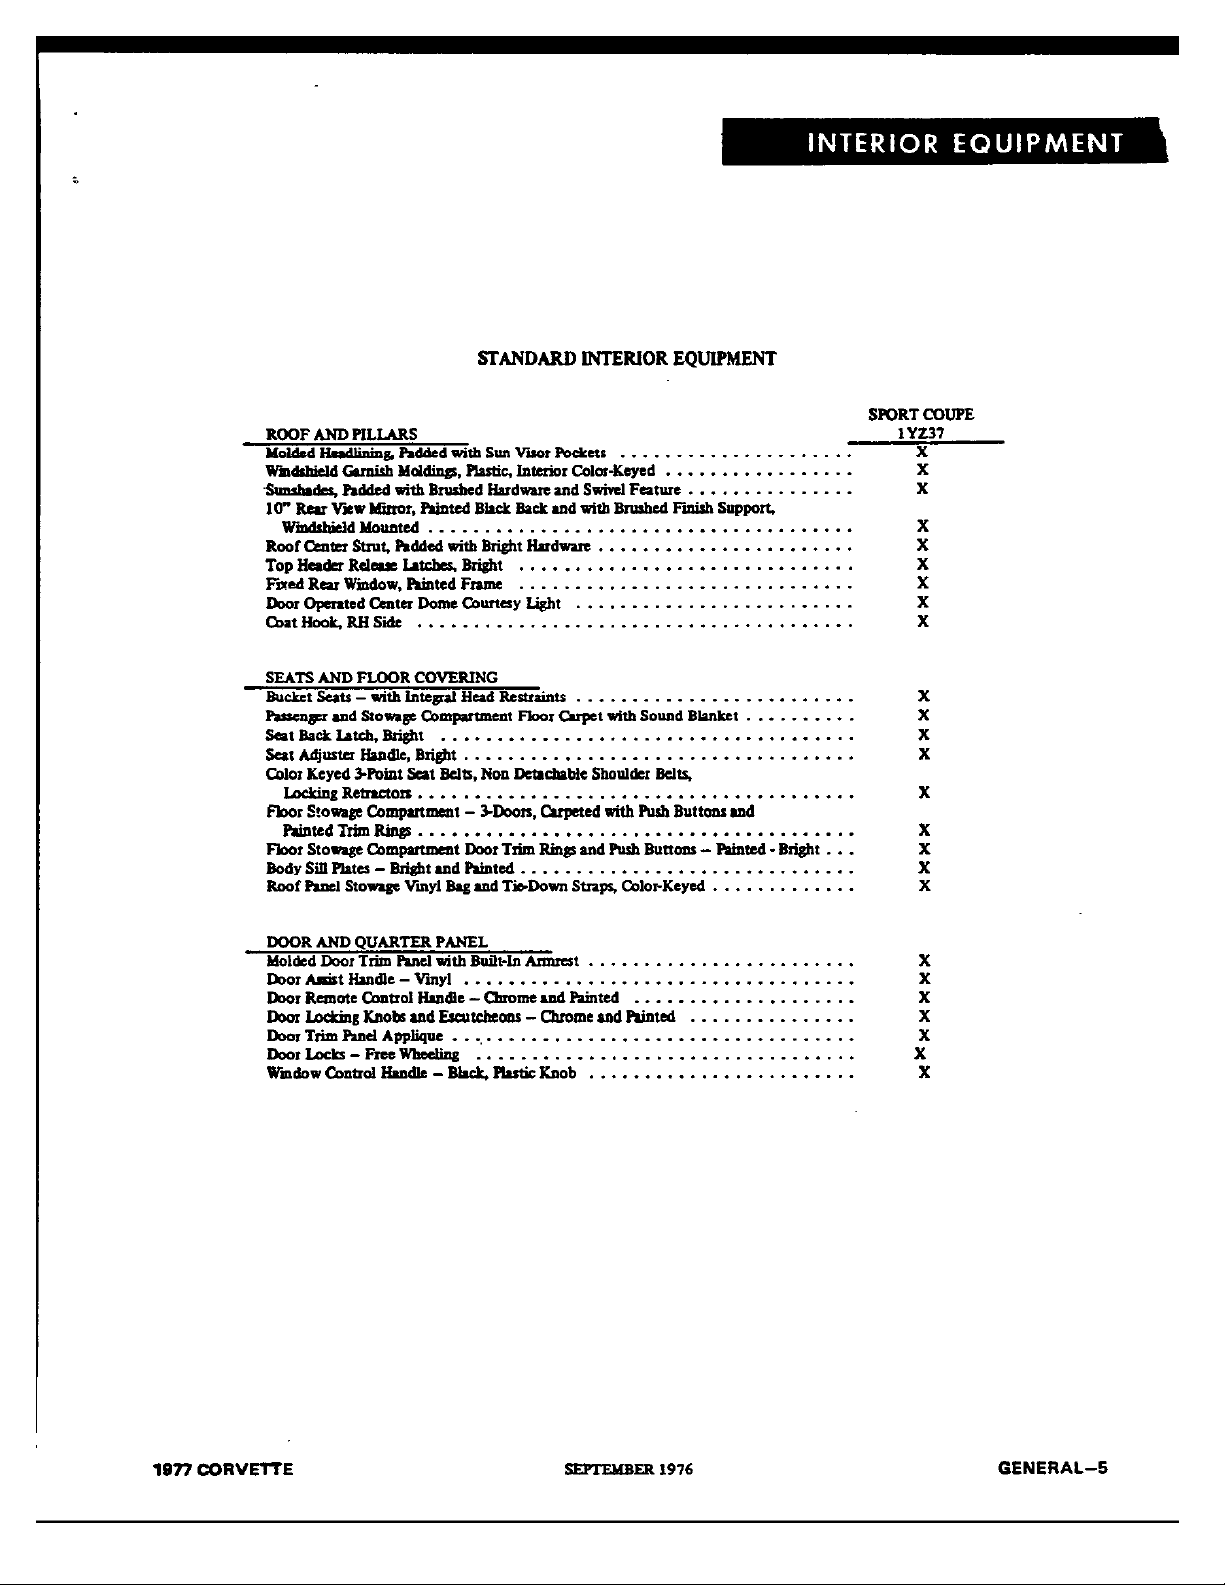 INTERIOR EQUIPMENT
STANDARD INTERIOR EQUIPMENT
SPORT COUPE
ROOF AND PILLARS 1YZ37
Molded Headlining, Padded with Sun Visor Pockets . . . . . . . . . . . . . . . . . . . . . X
Windshield Garnish Moldings, Plastic, Interior Color-Keyed . . . . . . . . . . . . . . . . . X
Sunshades, Padded with Brushed Hardware and Swivel Feature . . . . . . . . . . . . . . . X
10" Rear View Mirror, Painted Black Back and with Brushed Finish Support,
Windshield Mounted . . . . . . . . . . . . . . . . . . . . . . . . . . . . . . . . . . . . . . X
Roof Center Strut, Padded with Bright Hardware . . . . . . . . . . . . . . . . . . . . . . . X
Top Header Release Latches, Bright . . . . . . . . . . . . . . . . . . . . . . . . . . . . . . X
Fixed Rear Window, Painted Frame . . . . . . . . . . . . . . . . . . . . . . . . . . . . . . X
Door Operated Center Dome Courtesy Light . . . . . . . . . . . . . . . . . . . . . . . . . X
Coat Hook, RH Side . . . . . . . . . . . . . . . . . . . . . . . . . . . . . . . . . . . . . . . X
SEATS AND FLOOR COVERING
Bucket Seats – with Integral Head Restraints . . . . . . . . . . . . . . . . . . . . . . . . . X
Passenger and Stowage Compartment Floor Carpet with Sound Blanket . . . . . . . . . . X
Seat Back Latch, Bright . . . . . . . . . . . . . . . . . . . . . . . . . . . . . . . . . . . . . X
Seat Adjuster Handle, Bright . . . . . . . . . . . . . . . . . . . . . . . . . . . . . . . . . . . X
Color Keyed 3-Point Seat Belts, Non Detachable Shoulder Belts,
Locking Retractors . . . . . . . . . . . . . . . . . . . . . . . . . . . . . . . . . . . . . . . X
Floor Stowage Compartment – 3-Doors, Carpeted with Push Buttons and
Painted Trim Rings . . . . . . . . . . . . . . . . . . . . . . . . . . . . . . . . . . . . . . . X
Floor Stowage Compartment Door Trim Rings and Push Buttons – Painted - Bright . . . X
Body Sill Plates – Bright and Painted . . . . . . . . . . . . . . . . . . . . . . . . . . . . . . X
Roof Panel Stowage Vinyl Bag and Tie-Down Straps, Color-Keyed . . . . . . . . . . . . . X
DOOR AND QUARTER PANEL
Molded Door Trim Panel with Built-In Armrest . . . . . . . . . . . . . . . . . . . . . . . . X
Door Assist Handle – Vinyl . . . . . . . . . . . . . . . . . . . . . . . . . . . . . . . . . . . X
Door Remote Control Handle – Chrome and Painted . . . . . . . . . . . . . . . . . . . . X
Door Locking Knobs and Escutcheons – Chrome and Painted . . . . . . . . . . . . . . . X
Door Trim Panel Applique . . . . . . . . . . . . . . . . . . . . . . . . . . . . . . . . . . . . X
Door Locks – Free Wheeling . . . . . . . . . . . . . . . . . . . . . . . . . . . . . . . . . . X
Window Control Handle – Black, Plastic Knob . . . . . . . . . . . . . . . . . . . . . . . . X
1977 CORVETTE SEPTEMBER 1976 GENERAL–5